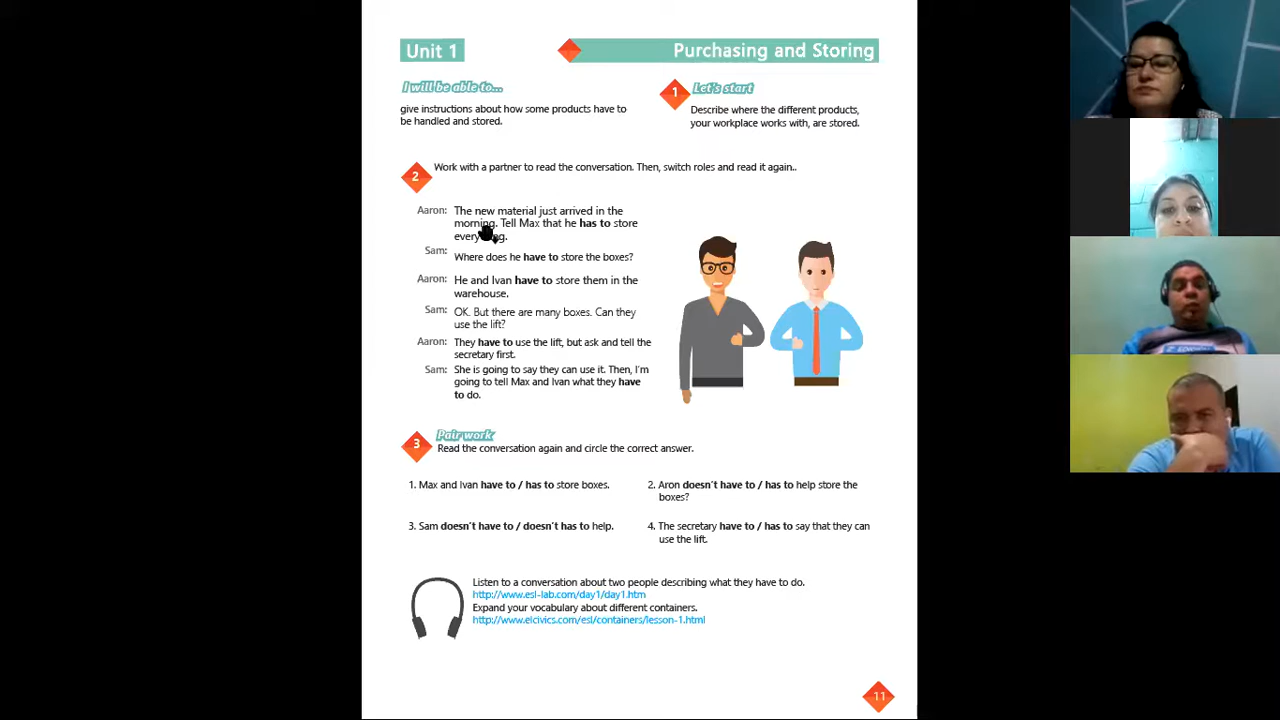 Unit 1
Purchasing and Storing
I will be able to...
give instructions about how some products have to
be handled and stored.
1
Let's start
Describe where the different products,
your workplace works with, are stored.
2
Work with a partner to read the conversation. Then, switch roles and read it again..
Aaron: The new material just arrived in the
morning. Tell Max that he has to store
Sam: Where does he have to store the boxes?
Aaron: He and Ivan have to store them in the
warehouse.
Sam: OK. But there are many boxes. Can they
use the lift?
Aaron: They have to use the lift, but ask and tell the
secretary first.
Sam: She is going to say they can use it. Then, I'm
going to tell Max and Ivan what they have
to do.
3
Pair work
Read the conversation again and circle the correct answer.
1. Max and Ivan have to / has to store boxes.
2. Aron doesn't have to / has to help store the
boxes?
3. Sam doesn't have to / doesn't has to help.
4. The secretary have to / has to say that they can
use the lift.
Listen to a conversation about two people describing what they have to do.
http://www.esl-lab.com/day1/day1.htm
Expand your vocabulary about different containers.
http://www.elcivics.com/esl/containers/lesson-1.html
11